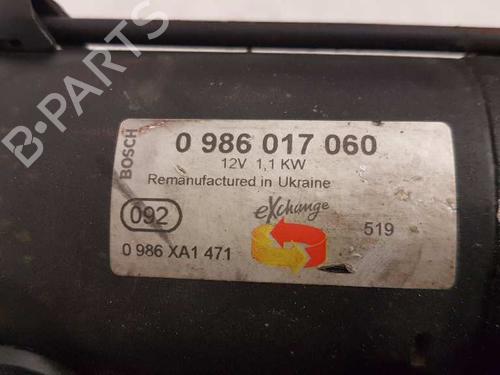 BOSCH
0 986 017 060
12V 1,1 KW
Remanufactured in Ukraine
092
eXchange
519
0 986 XA1 471
B-PARTS